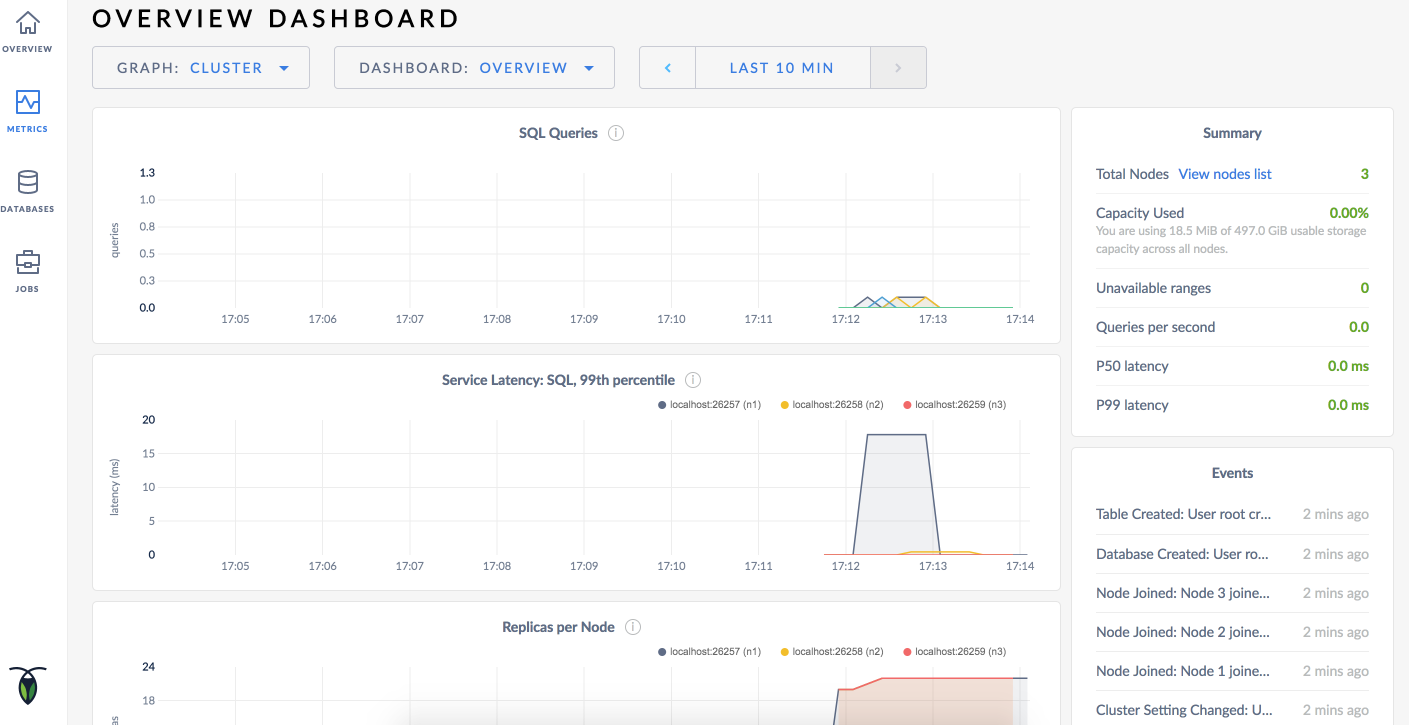 OVERVIEW DASHBOARD
OVERVIEW
METRICS
DATABASES
JOBS
GRAPH: CLUSTER
DASHBOARD: OVERVIEW
LAST 10 MIN
SQL Queries
queries
1.3
1.0
0.8
0.5
0.3
0.0
17:05 17:06 17:07 17:08 17:09 17:10 17:11 17:12 17:13 17:14
Service Latency: SQL, 99th percentile
localhost:26257 (n1) localhost:26258 (n2) localhost:26259 (n3)
latency (ms)
20
15
10
5
0
17:05 17:06 17:07 17:08 17:09 17:10 17:11 17:12 17:13 17:14
Replicas per Node
localhost:26257 (n1) localhost:26258 (n2) localhost:26259 (n3)
24
18
Summary
Total Nodes View nodes list 3
Capacity Used 0.00%
You are using 18.5 MiB of 497.0 GiB usable storage
capacity across all nodes.
Unavailable ranges 0
Queries per second 0.0
P50 latency 0.0 ms
P99 latency 0.0 ms
Events
Table Created: User root cr... 2 mins ago
Database Created: User ro... 2 mins ago
Node Joined: Node 3 joine... 2 mins ago
Node Joined: Node 2 joine... 2 mins ago
Node Joined: Node 1 joine... 2 mins ago
Cluster Setting Changed: U... 2 mins ago